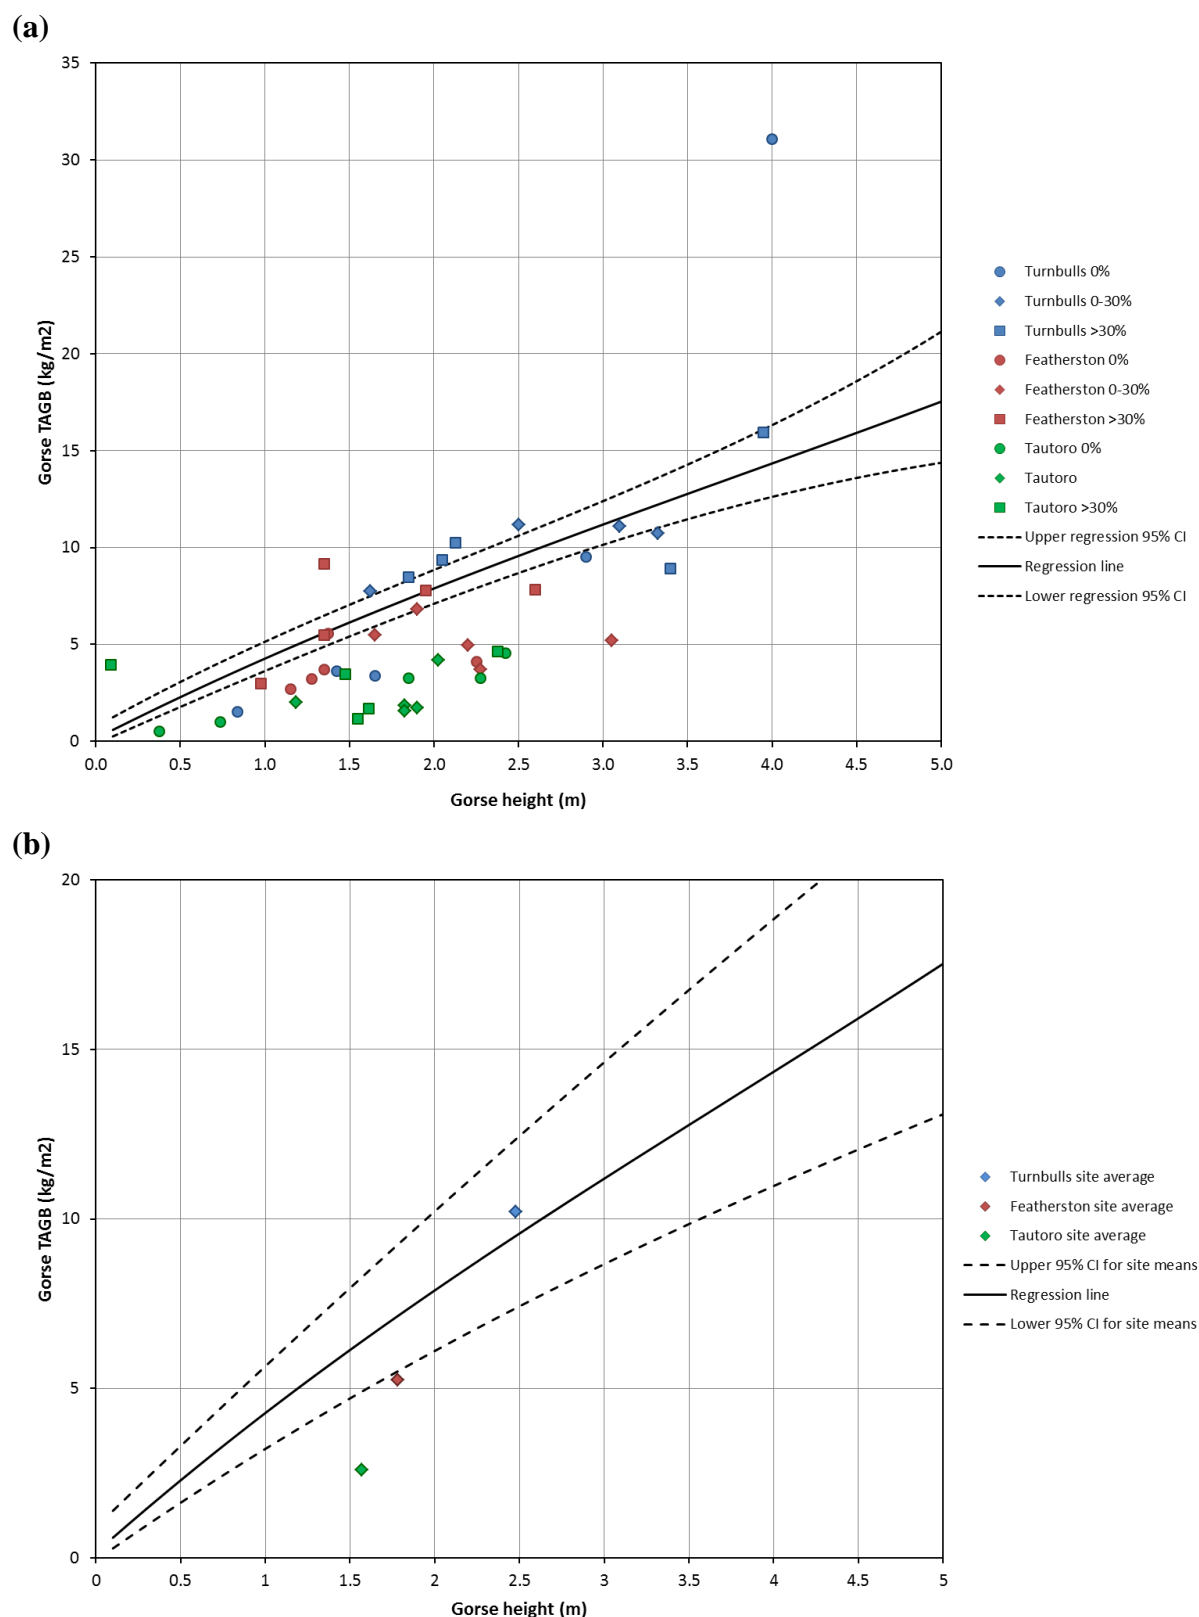 (a)
35
30
25
20
15
10
5
0
Gorse TAGB (kg/m2)
0.0 0.5 1.0 1.5 2.0 2.5 3.0 3.5 4.0 4.5 5.0
Gorse height (m)
Turnbulls 0%
Turnbulls 0-30%
Turnbulls >30%
Featherston 0%
Featherston 0-30%
Featherston >30%
Tautoro 0%
Tautoro
Tautoro >30%
Upper regression 95% CI
Regression line
Lower regression 95% CI
(b)
20
15
10
5
0
Gorse TAGB (kg/m2)
0 0.5 1 1.5 2 2.5 3 3.5 4 4.5 5
Gorse height (m)
Turnbulls site average
Featherston site average
Tautoro site average
Upper 95% CI for site means
Regression line
Lower 95% CI for site means